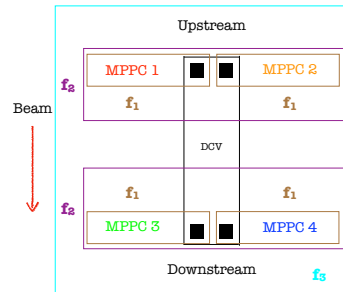 Upstream
MPPC 1 MPPC 2
f₂
f₁ f₁
Beam
DCV
f₁ f₁
f₂
MPPC 3 MPPC 4
Downstream
f₃